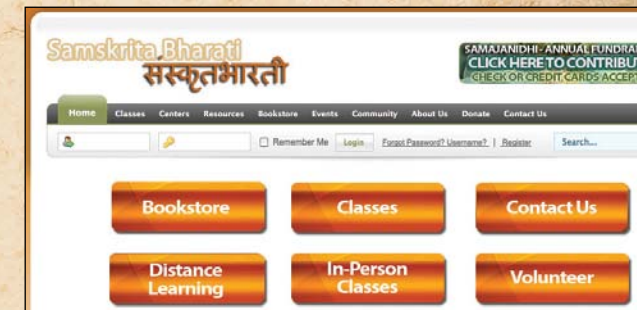 Samskrita Bharati
संस्कृतभारती
SAMAJANIDHI - ANNUAL FUNDRA
CLICK HERE TO CONTRIBUT
CHECK OR CREDIT CARDS ACCEPT
Home Classes Centers Resources Bookstore Events Community About Us Donate Contact Us
Remember Me Login Forgot Password? Username? | Register Search...
Bookstore Classes Contact Us
Distance Learning In-Person Classes Volunteer